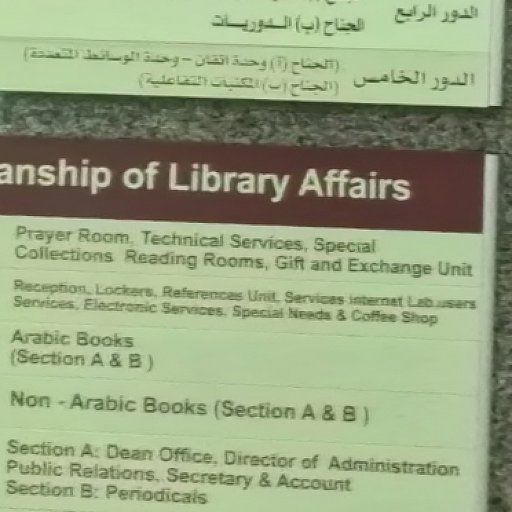 الدور الرابع
الجناح (ب) الـدوريـــات
الدور الخامس
(الجناح (أ) وحدة اتقان - وحدة الوسائط المتعددة)
(الجناح (ب) المكتبات التفاعلية)
anship of Library Affairs
Prayer Room, Technical Services, Special
Collections Reading Rooms, Gift and Exchange Unit
Reception, Lockers, References Unit, Services internet Lab users
Services, Electronic Services, Special Needs & Coffee Shop
Arabic Books
(Section A & B )
Non - Arabic Books (Section A & B )
Section A: Dean Office, Director of Administration
Public Relations, Secretary & Account
Section B: Periodicals